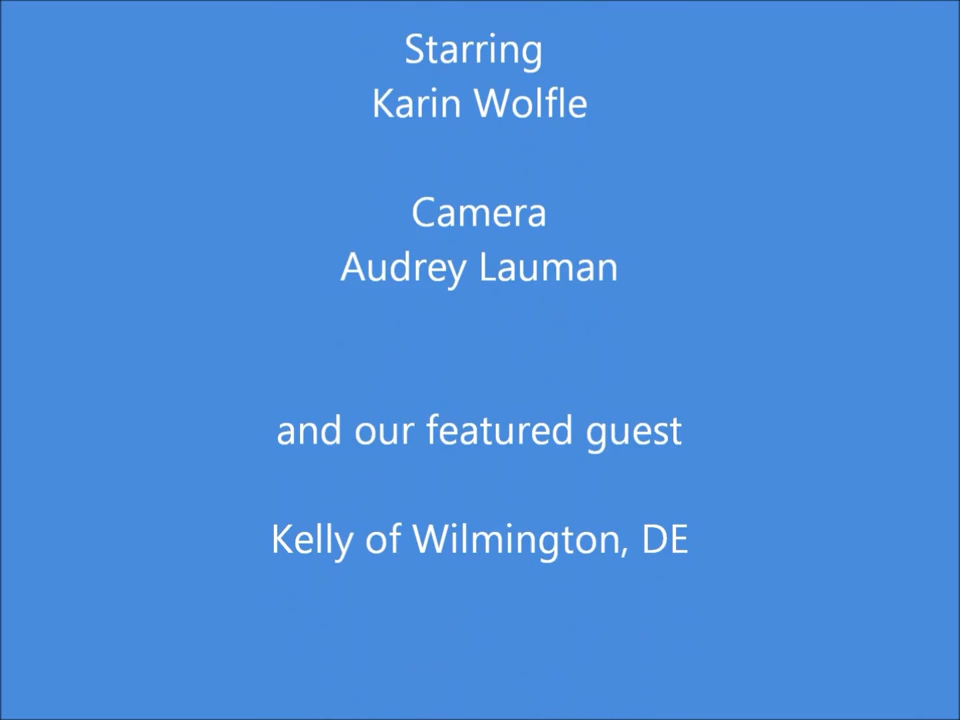 Starring
Karin Wolfle
Camera
Audrey Lauman
and our featured guest
Kelly of Wilmington, DE